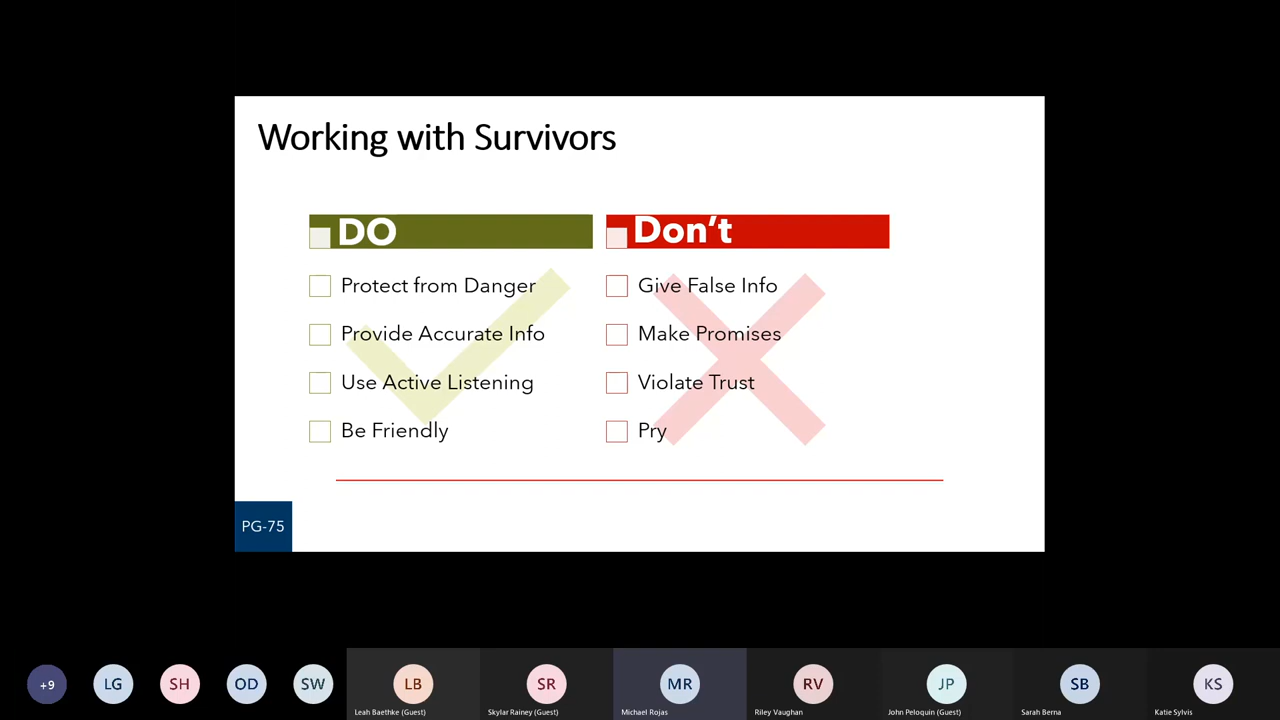 Working with Survivors
DO
Protect from Danger
Provide Accurate Info
Use Active Listening
Be Friendly
Don’t
Give False Info
Make Promises
Violate Trust
Pry
PG-75
+9
LG
SH
OD
SW
LB
Leah Baethke (Guest)
SR
Skylar Rainey (Guest)
MR
Michael Rojas
RV
Riley Vaughan
JP
John Peloquin (Guest)
SB
Sarah Berna
KS
Katie Sylvis